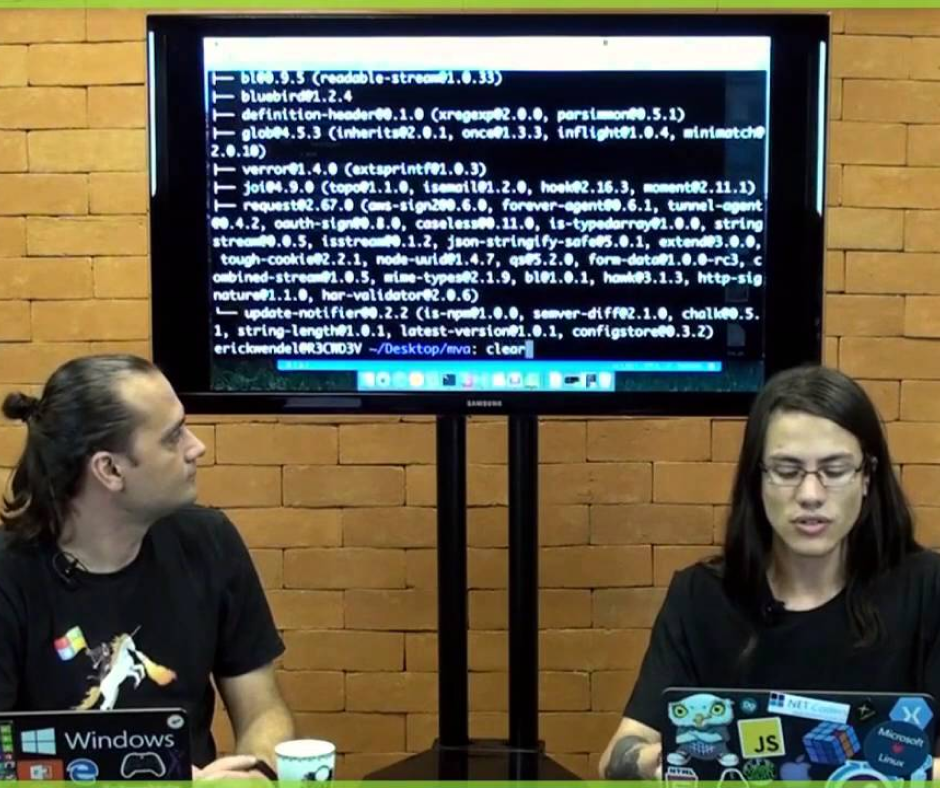 ├── bl@0.9.5 (readable-stream@1.0.33)
├── bluebird@1.2.4
├── definition-header@0.1.0 (xregexp@2.0.0, parsimmon@0.5.1)
├── glob@4.5.3 (inherits@2.0.1, once@1.3.3, inflight@1.0.4, minimatch@
2.0.10)
├── verror@1.4.0 (extsprintf@1.0.3)
├── joi@4.9.0 (topo@1.1.0, isemail@1.2.0, hoek@2.16.3, moment@2.11.1)
├── request@2.67.0 (aws-sign2@0.6.0, forever-agent@0.6.1, tunnel-agent
@0.4.2, oauth-sign@0.8.0, caseless@0.11.0, is-typedarray@1.0.0, string
stream@0.0.5, isstream@0.1.2, json-stringify-safe@5.0.1, extend@3.0.0,
tough-cookie@2.2.1, node-uuid@1.4.7, qs@5.2.0, form-data@1.0.0-rc3, c
ombined-stream@1.0.5, mime-types@2.1.9, bl@1.0.1, hawk@3.1.3, http-sig
nature@1.1.0, har-validator@2.0.6)
└── update-notifier@0.2.2 (is-npm@1.0.0, semver-diff@2.1.0, chalk@0.5.
1, string-length@1.0.1, latest-version@1.0.1, configstore@0.3.2)
erickwendel@R3CWD3V ~/Desktop/mva: clear
SAMSUNG
Windows
.NET
JS
Microsoft
Linux
HTML